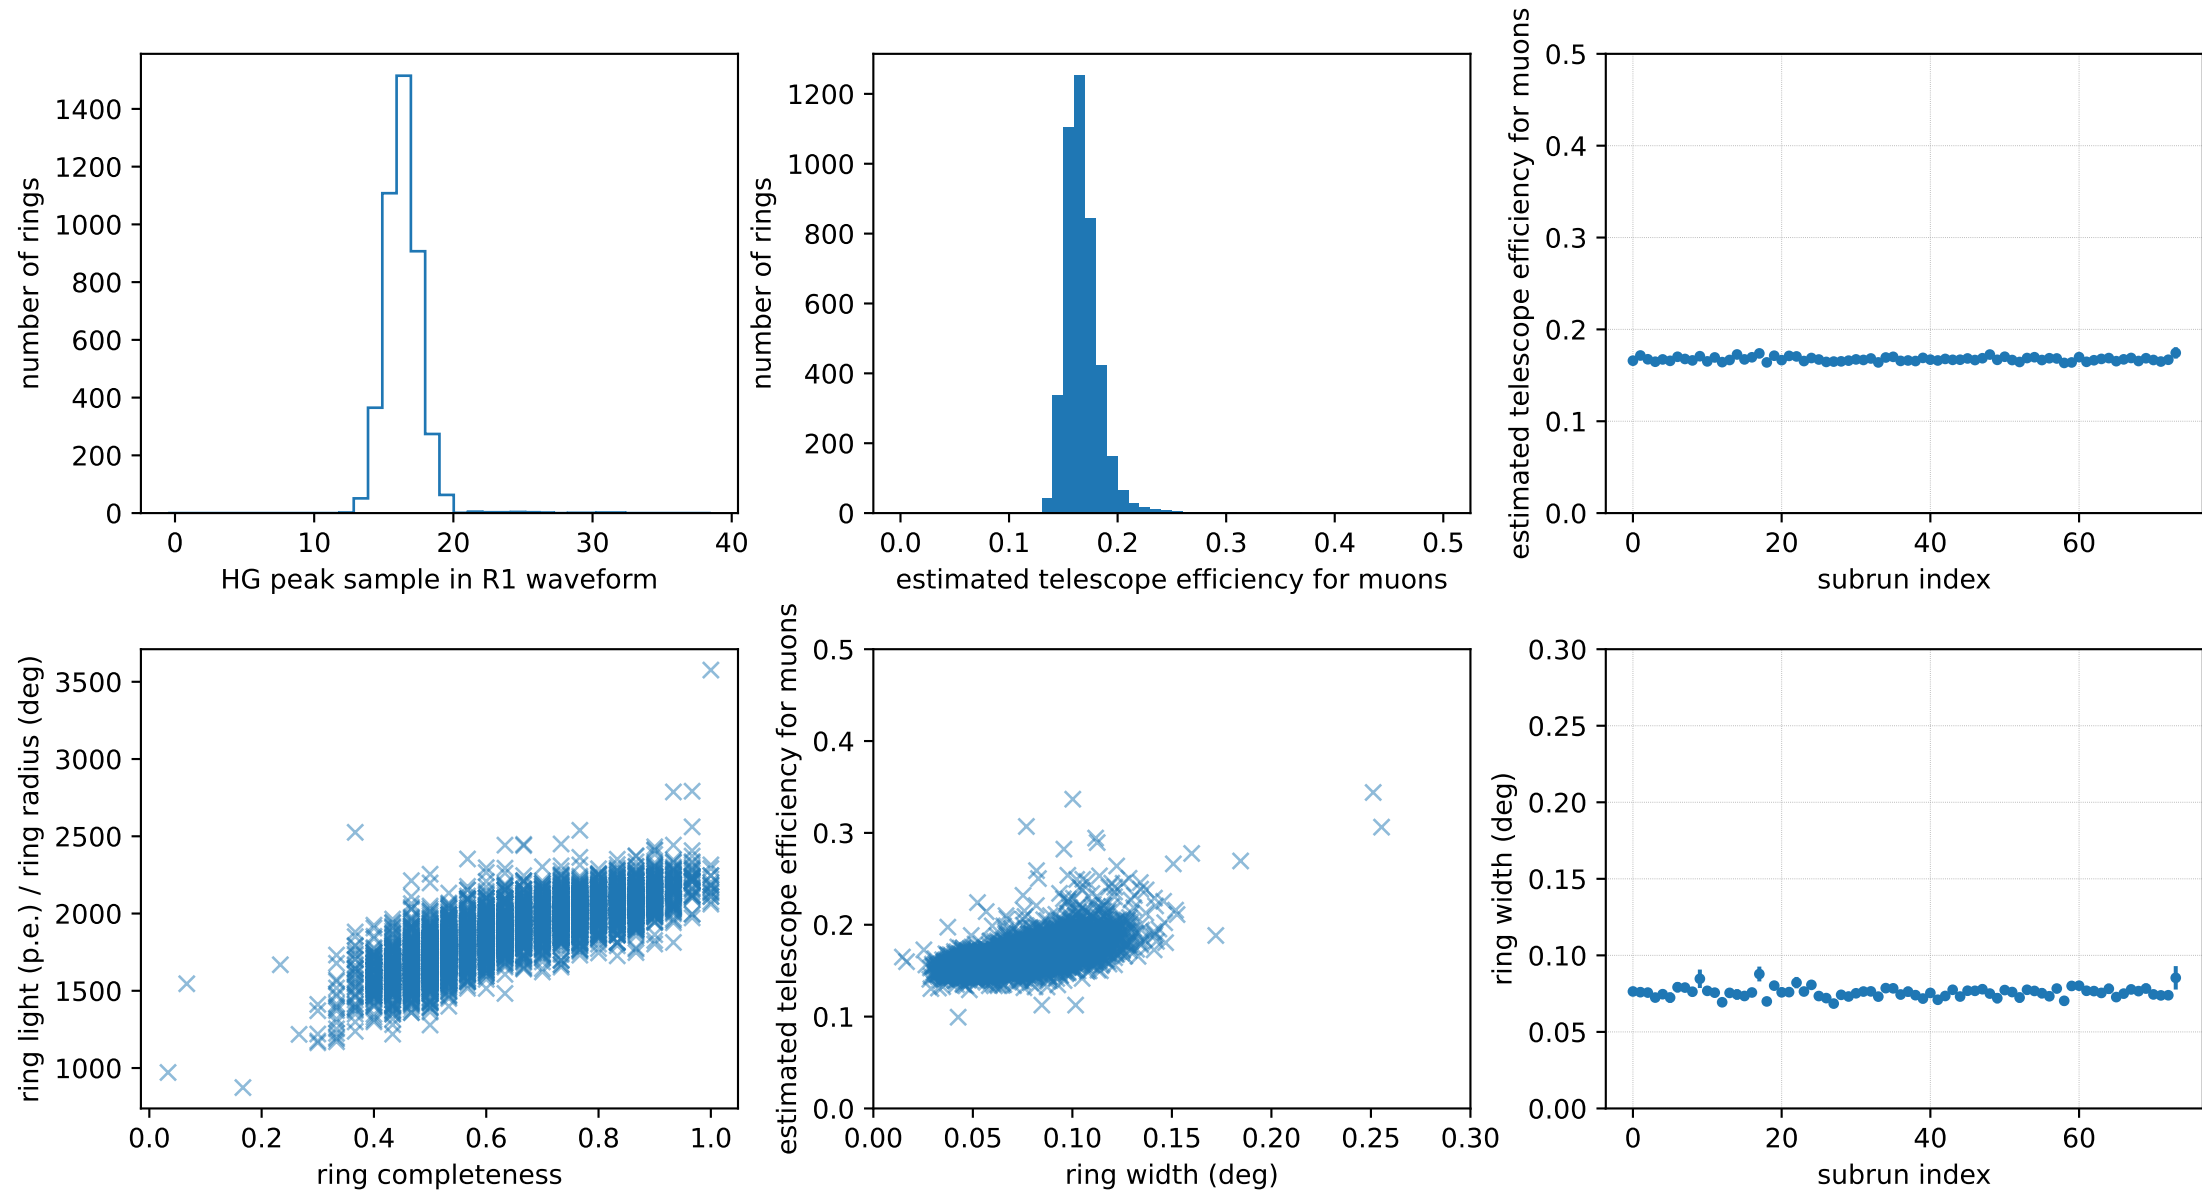 number of rings
1400
1200
1000
800
600
400
200
0
0 10 20 30 40
HG peak sample in R1 waveform
number of rings
1200
1000
800
600
400
200
0
0.0 0.1 0.2 0.3 0.4 0.5
estimated telescope efficiency for muons
estimated telescope efficiency for muons
0.5
0.4
0.3
0.2
0.1
0.0
0 20 40 60
subrun index
ring light (p.e.) / ring radius (deg)
3500
3000
2500
2000
1500
1000
0.0 0.2 0.4 0.6 0.8 1.0
ring completeness
estimated telescope efficiency for muons
0.5
0.4
0.3
0.2
0.1
0.0
0.00 0.05 0.10 0.15 0.20 0.25 0.30
ring width (deg)
ring width (deg)
0.30
0.25
0.20
0.15
0.10
0.05
0.00
0 20 40 60
subrun index